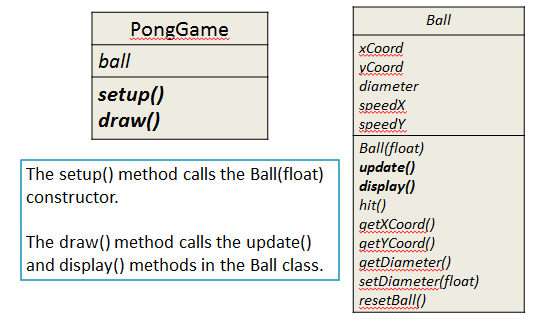 PongGame
ball
setup()
draw()
The setup() method calls the Ball(float)
constructor.
The draw() method calls the update()
and display() methods in the Ball class.
Ball
xCoord
yCoord
diameter
speedX
speedY
Ball(float)
update()
display()
hit()
getXCoord()
getYCoord()
getDiameter()
setDiameter(float)
resetBall()